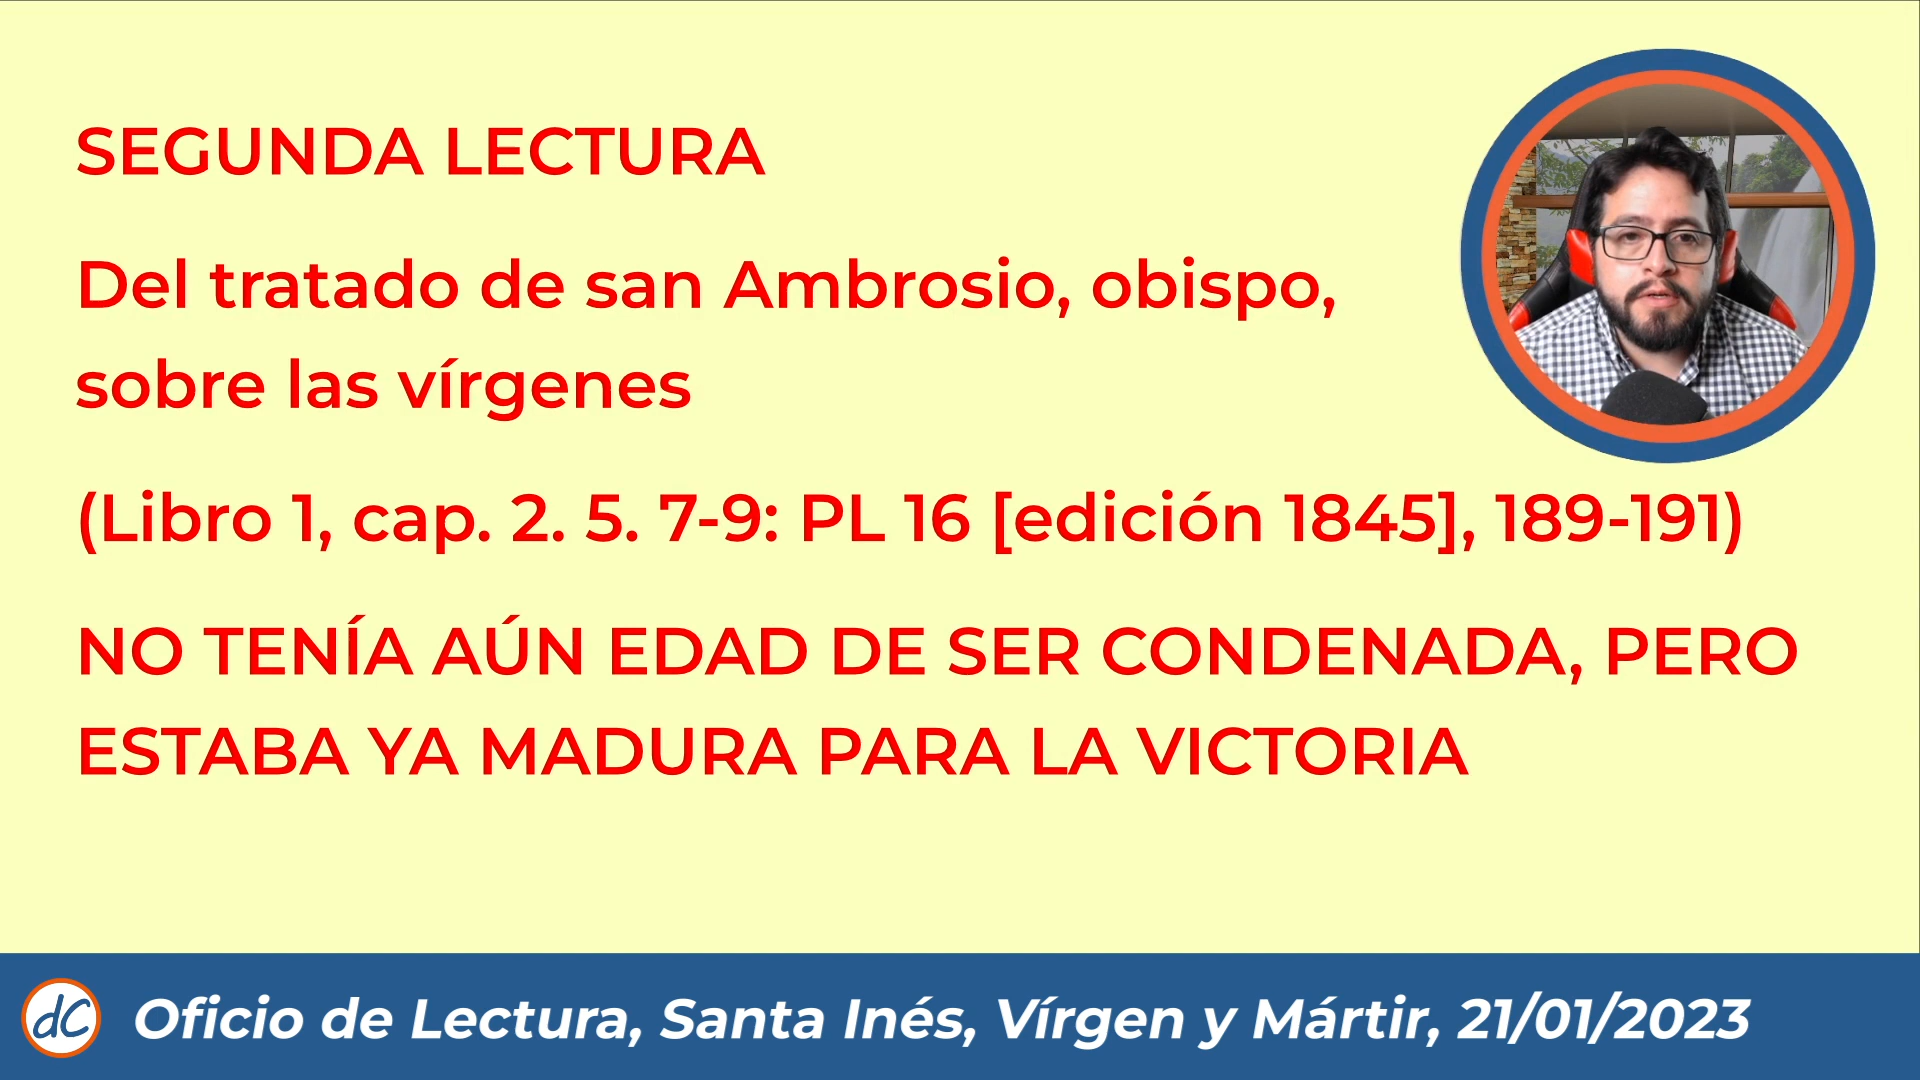 SEGUNDA LECTURA
Del tratado de san Ambrosio, obispo,
sobre las vírgenes
(Libro 1, cap. 2. 5. 7-9: PL 16 [edición 1845], 189-191)
NO TENÍA AÚN EDAD DE SER CONDENADA, PERO
ESTABA YA MADURA PARA LA VICTORIA
dC
Oficio de Lectura, Santa Inés, Vírgen y Mártir, 21/01/2023